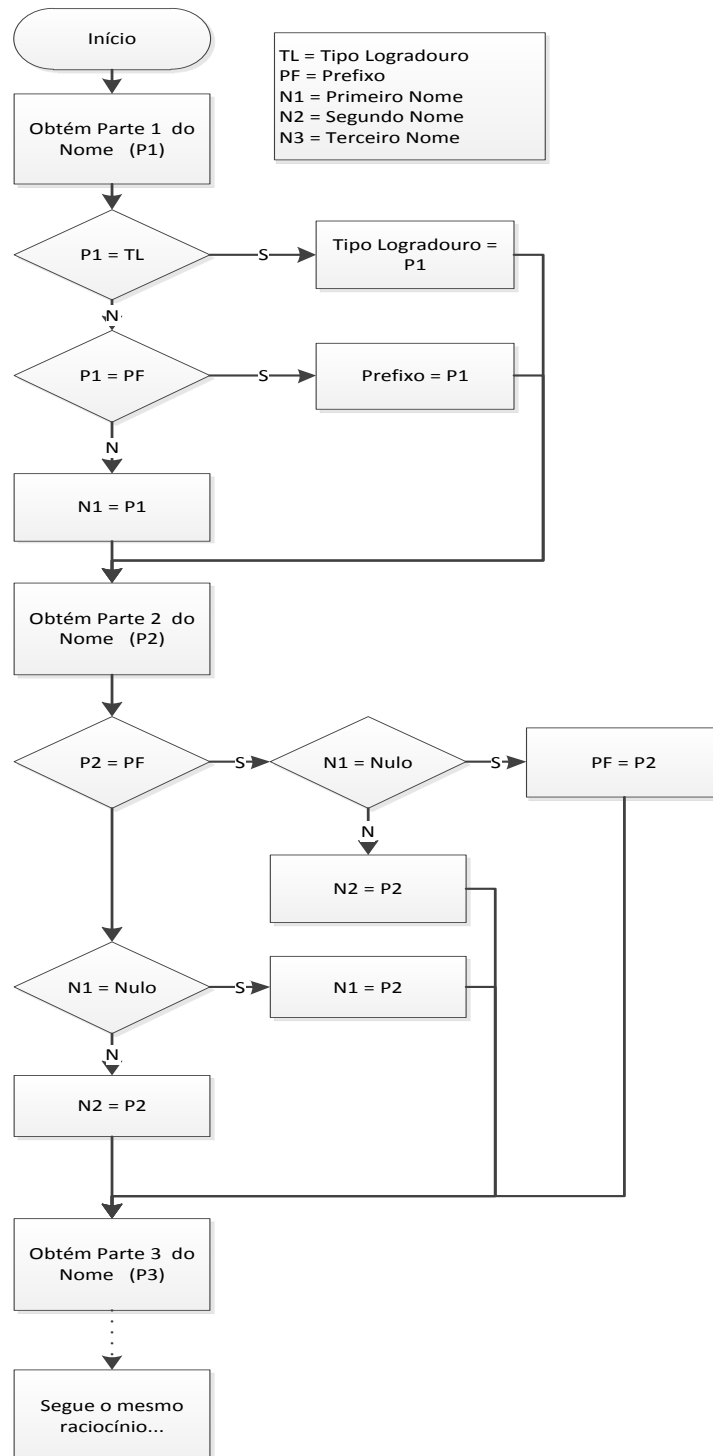 Início
TL = Tipo Logradouro
PF = Prefixo
N1 = Primeiro Nome
N2 = Segundo Nome
N3 = Terceiro Nome
Obtém Parte 1 do
Nome (P1)
P1 = TL
S
Tipo Logradouro =
P1
N
P1 = PF
S
Prefixo = P1
N
N1 = P1
Obtém Parte 2 do
Nome (P2)
P2 = PF
S
N1 = Nulo
S
PF = P2
N
N2 = P2
N1 = Nulo
S
N1 = P2
N
N2 = P2
Obtém Parte 3 do
Nome (P3)
Segue o mesmo
raciocínio...